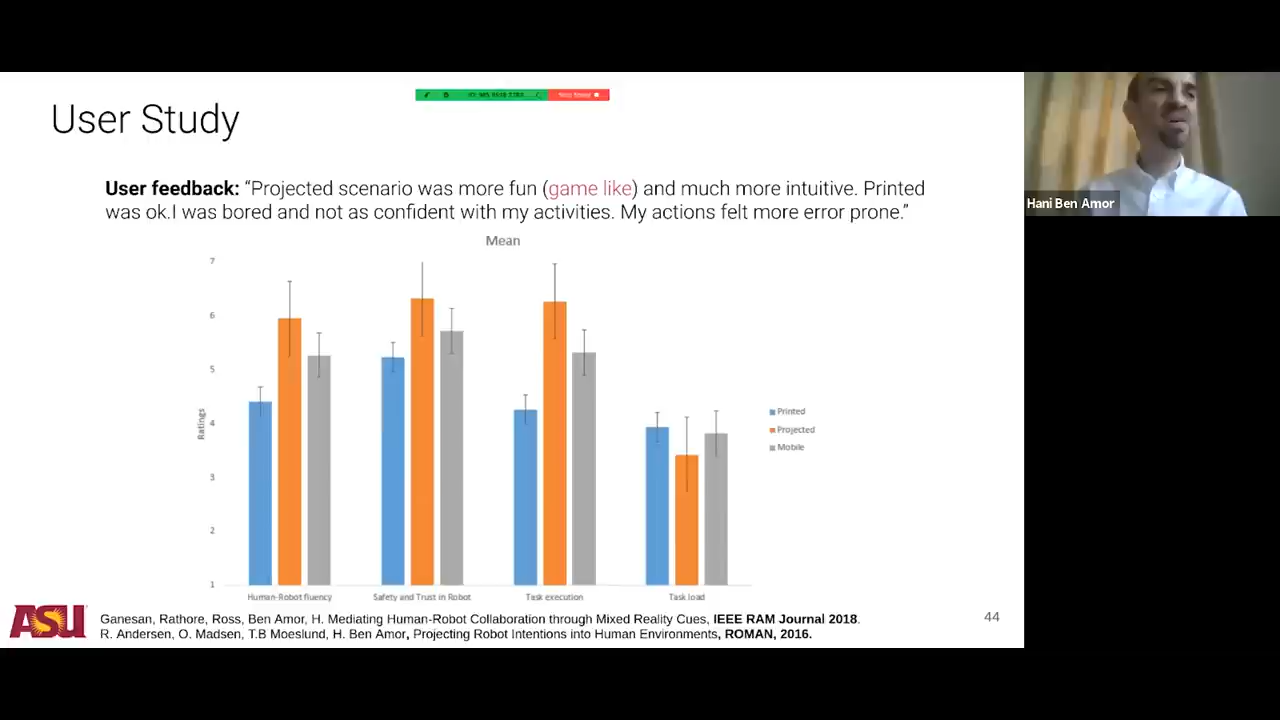 User Study
User feedback: “Projected scenario was more fun (game like) and much more intuitive. Printed
was ok.I was bored and not as confident with my activities. My actions felt more error prone.”
Mean
7
6
5
4
3
2
1
Ratings
Human-Robot fluency
Safety and Trust in Robot
Task execution
Task load
Printed
Projected
Mobile
ASU
Ganesan, Rathore, Ross, Ben Amor, H. Mediating Human-Robot Collaboration through Mixed Reality Cues, IEEE RAM Journal 2018.
R. Andersen, O. Madsen, T.B Moeslund, H. Ben Amor, Projecting Robot Intentions into Human Environments, ROMAN, 2016.
44
Hani Ben Amor